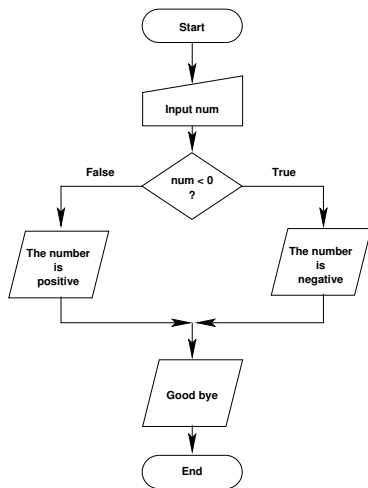 Start
Input num
False
num < 0
?
True
The number
is
positive
The number
is
negative
Good bye
End